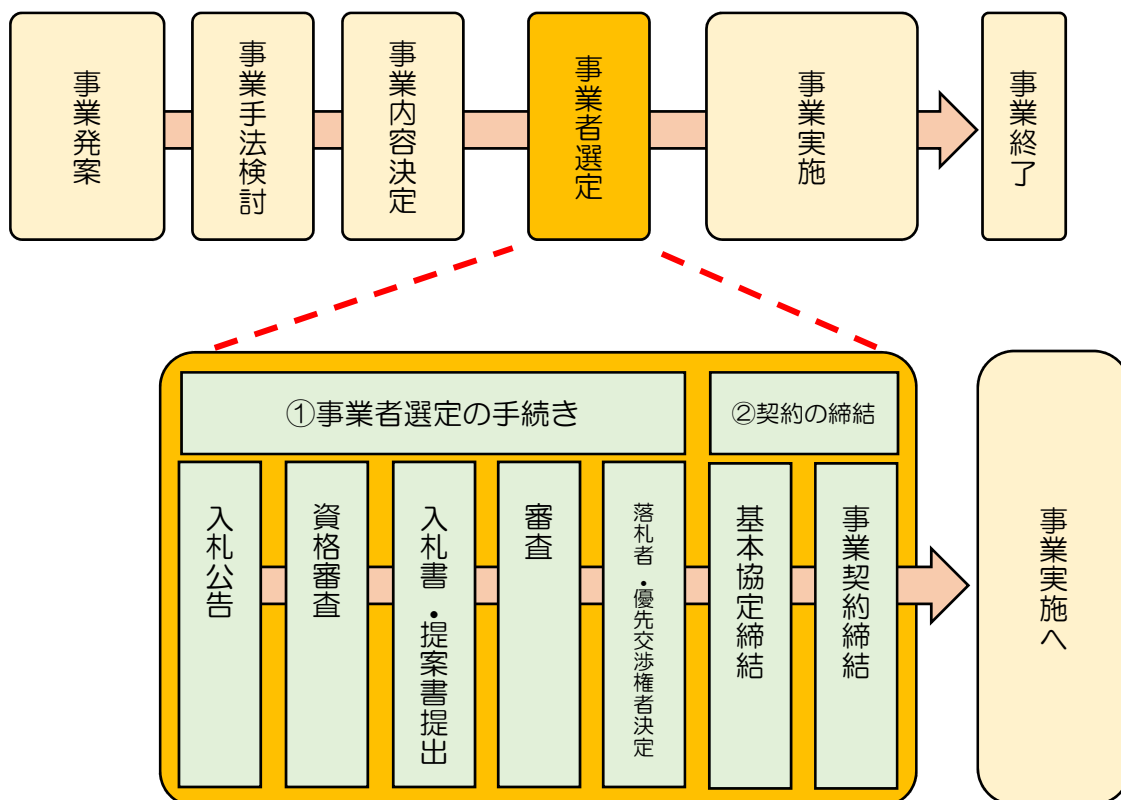 事業発案
事業手法検討
事業内容決定
事業者選定
事業実施
事業終了
①事業者選定の手続き
②契約の締結
入札公告
資格審査
入札書・提案書提出
審査
落札者・優先交渉権者決定
基本協定締結
事業契約締結
事業実施へ